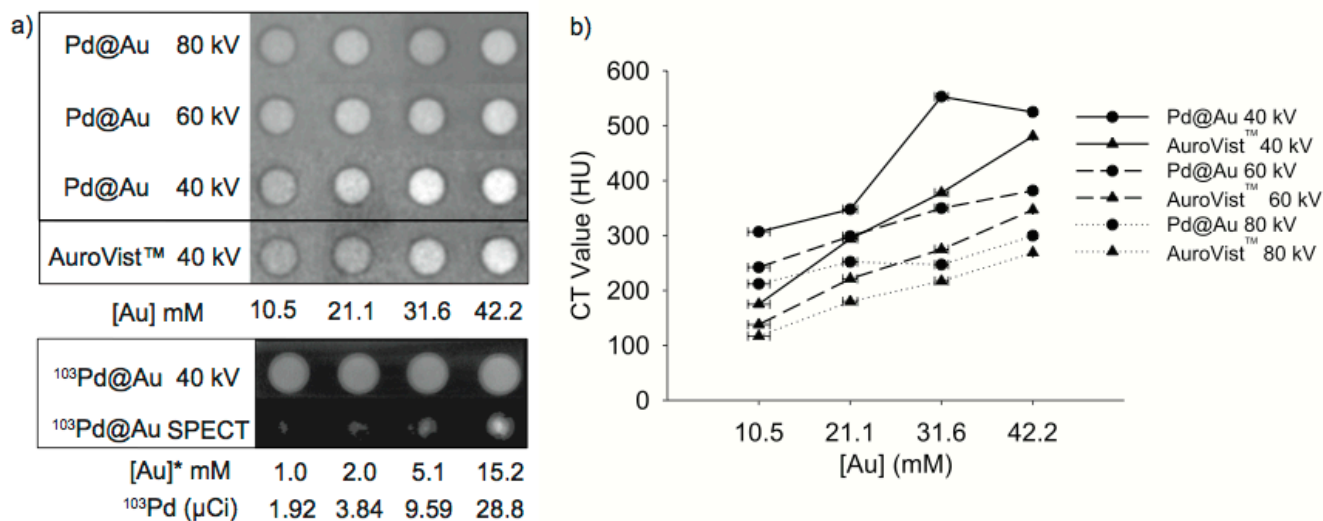 a)
Pd@Au 80 kV
Pd@Au 60 kV
Pd@Au 40 kV
AuroVist™ 40 kV
[Au] mM 10.5 21.1 31.6 42.2
¹⁰³Pd@Au 40 kV
¹⁰³Pd@Au SPECT
[Au]* mM 1.0 2.0 5.1 15.2
¹⁰³Pd (µCi) 1.92 3.84 9.59 28.8
b)
CT Value (HU)
600
500
400
300
200
100
0
10.5 21.1 31.6 42.2
[Au] (mM)
Pd@Au 40 kV
AuroVist™ 40 kV
Pd@Au 60 kV
AuroVist™ 60 kV
Pd@Au 80 kV
AuroVist™ 80 kV